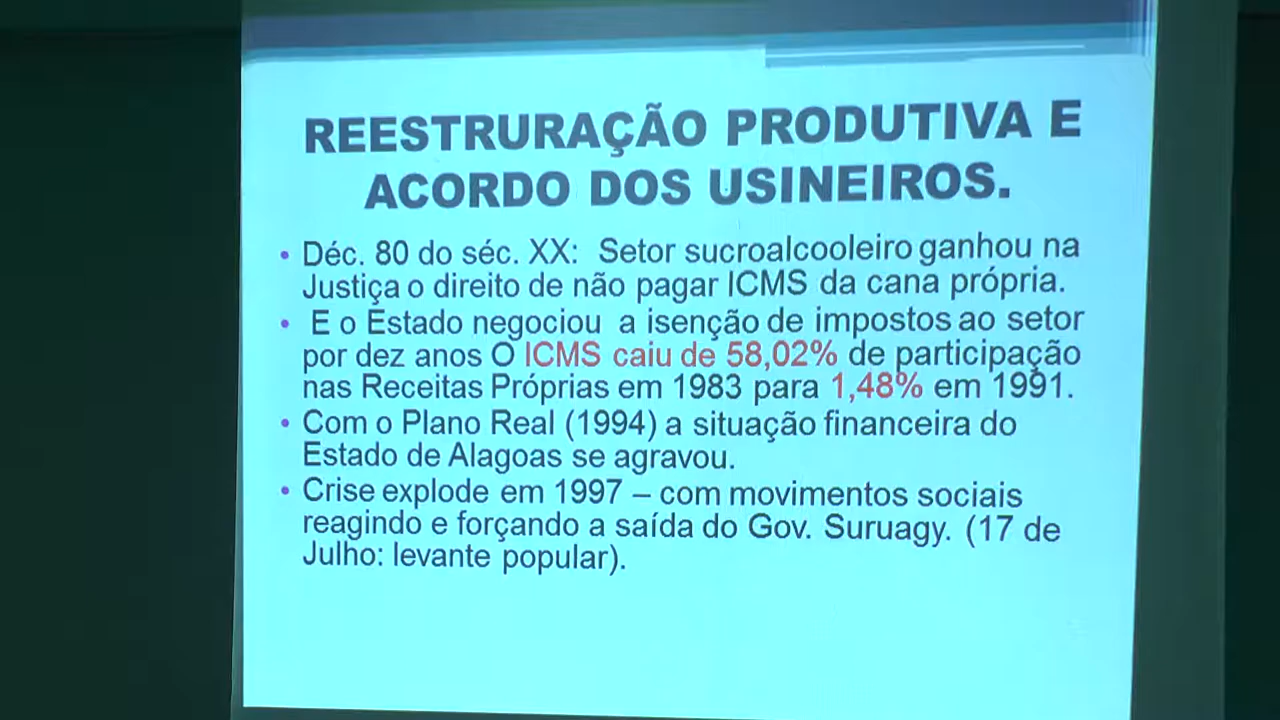 REESTRURAÇÃO PRODUTIVA E
ACORDO DOS USINEIROS.
• Déc. 80 do séc. XX: Setor sucroalcooleiro ganhou na
Justiça o direito de não pagar ICMS da cana própria.
• E o Estado negociou a isenção de impostos ao setor
por dez anos O ICMS caiu de 58,02% de participação
nas Receitas Próprias em 1983 para 1,48% em 1991.
• Com o Plano Real (1994) a situação financeira do
Estado de Alagoas se agravou.
• Crise explode em 1997 – com movimentos sociais
reagindo e forçando a saída do Gov. Suruagy. (17 de
Julho: levante popular).